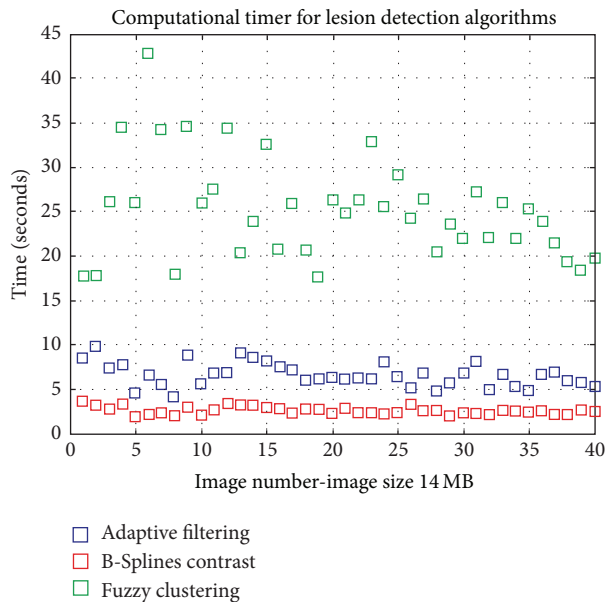 Computational timer for lesion detection algorithms
45
40
35
30
25
20
15
10
5
0
Time (seconds)
0 5 10 15 20 25 30 35 40
Image number-image size 14 MB
Adaptive filtering
B-Splines contrast
Fuzzy clustering